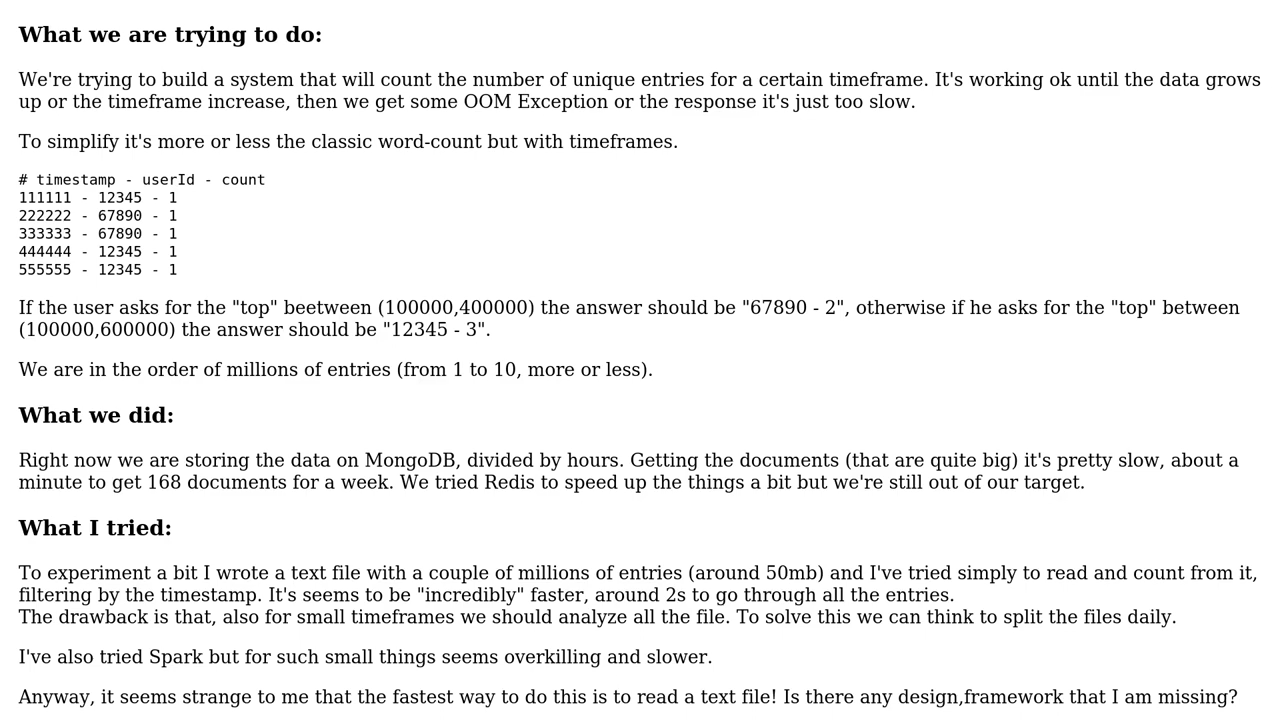 What we are trying to do:
We're trying to build a system that will count the number of unique entries for a certain timeframe. It's working ok until the data grows
up or the timeframe increase, then we get some OOM Exception or the response it's just too slow.
To simplify it's more or less the classic word-count but with timeframes.
# timestamp - userId - count
111111 - 12345 - 1
222222 - 67890 - 1
333333 - 67890 - 1
444444 - 12345 - 1
555555 - 12345 - 1
If the user asks for the "top" beetween (100000,400000) the answer should be "67890 - 2", otherwise if he asks for the "top" between
(100000,600000) the answer should be "12345 - 3".
We are in the order of millions of entries (from 1 to 10, more or less).
What we did:
Right now we are storing the data on MongoDB, divided by hours. Getting the documents (that are quite big) it's pretty slow, about a
minute to get 168 documents for a week. We tried Redis to speed up the things a bit but we're still out of our target.
What I tried:
To experiment a bit I wrote a text file with a couple of millions of entries (around 50mb) and I've tried simply to read and count from it,
filtering by the timestamp. It's seems to be "incredibly" faster, around 2s to go through all the entries.
The drawback is that, also for small timeframes we should analyze all the file. To solve this we can think to split the files daily.
I've also tried Spark but for such small things seems overkilling and slower.
Anyway, it seems strange to me that the fastest way to do this is to read a text file! Is there any design,framework that I am missing?